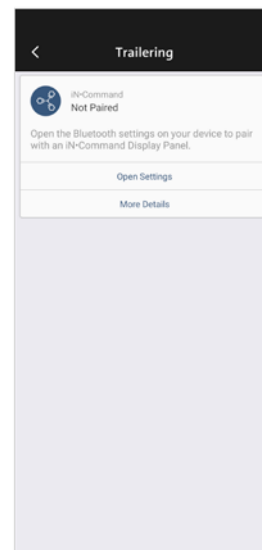 Trailering
iN•Command
Not Paired
Open the Bluetooth settings on your device to pair
with an iN•Command Display Panel.
Open Settings
More Details